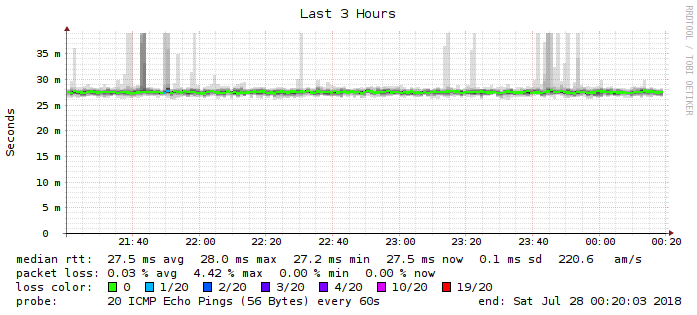 Last 3 Hours
RRDTOOL / TOBI OETIKER
Seconds
35 m
30 m
25 m
20 m
15 m
10 m
5 m
0
21:40 22:00 22:20 22:40 23:00 23:20 23:40 00:00 00:20
median rtt: 27.5 ms avg 28.0 ms max 27.2 ms min 27.5 ms now 0.1 ms sd 220.6 am/s
packet loss: 0.03 % avg 4.42 % max 0.00 % min 0.00 % now
loss color: 0 1/20 2/20 3/20 4/20 10/20 19/20
probe: 20 ICMP Echo Pings (56 Bytes) every 60s end: Sat Jul 28 00:20:03 2018